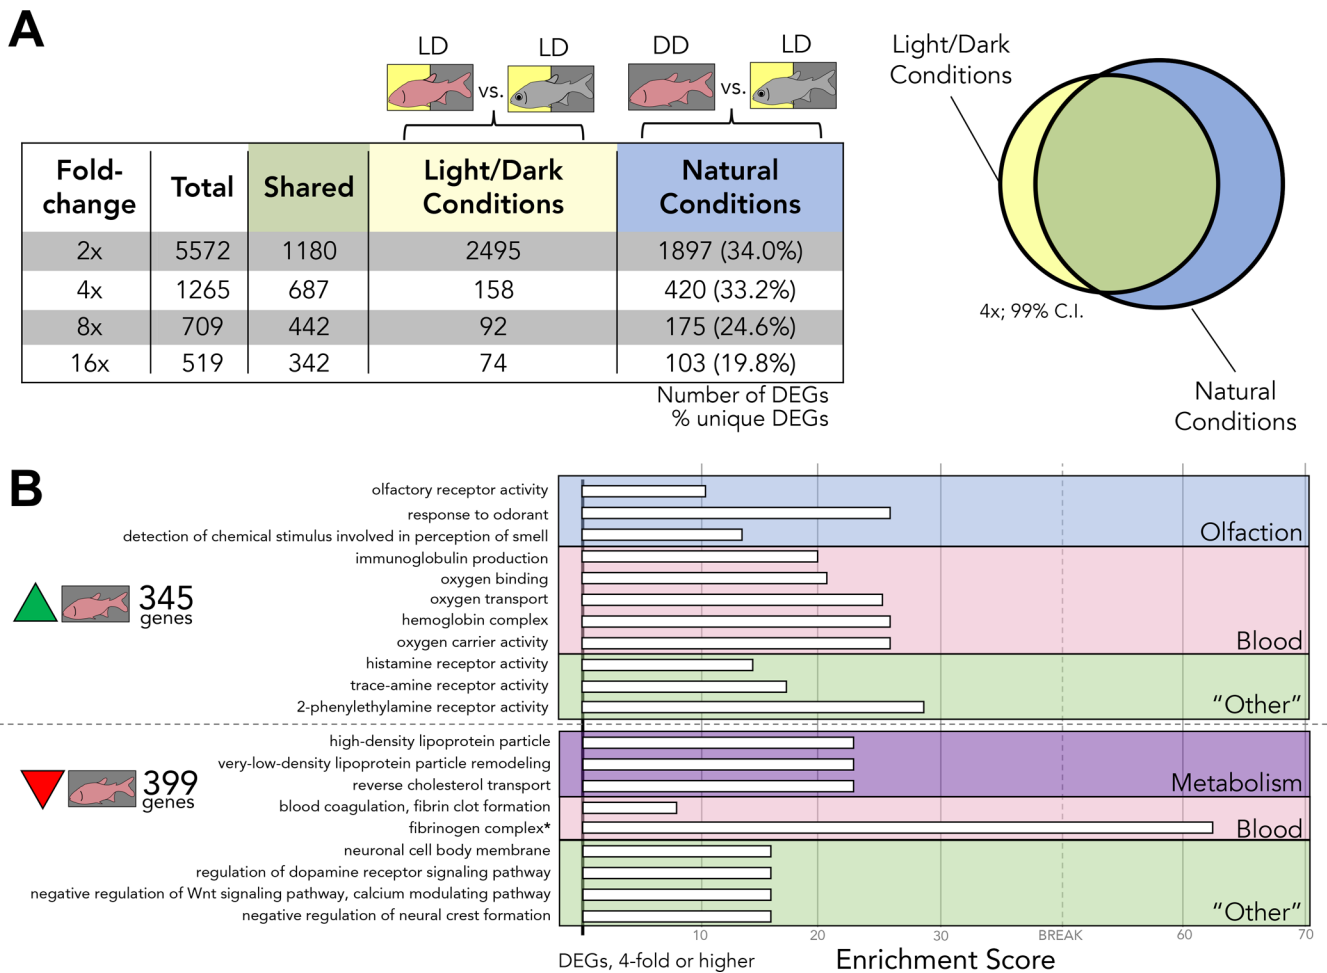 A
LD
LD
DD
LD
vs.
vs.
Light/Dark
Conditions
Fold-
change
Total
Shared
Light/Dark
Conditions
Natural
Conditions
2x 5572 1180 2495 1897 (34.0%)
4x 1265 687 158 420 (33.2%)
8x 709 442 92 175 (24.6%)
16x 519 342 74 103 (19.8%)
Number of DEGs
% unique DEGs
4x; 99% C.I.
Natural
Conditions
B
345
genes
olfactory receptor activity
response to odorant
detection of chemical stimulus involved in perception of smell
Olfaction
immunoglobulin production
oxygen binding
oxygen transport
hemoglobin complex
oxygen carrier activity
Blood
histamine receptor activity
trace-amine receptor activity
2-phenylethylamine receptor activity
“Other”
399
genes
high-density lipoprotein particle
very-low-density lipoprotein particle remodeling
reverse cholesterol transport
Metabolism
blood coagulation, fibrin clot formation
fibrinogen complex*
Blood
neuronal cell body membrane
regulation of dopamine receptor signaling pathway
negative regulation of Wnt signaling pathway, calcium modulating pathway
negative regulation of neural crest formation
“Other”
10 20 30 BREAK 60 70
DEGs, 4-fold or higher
Enrichment Score